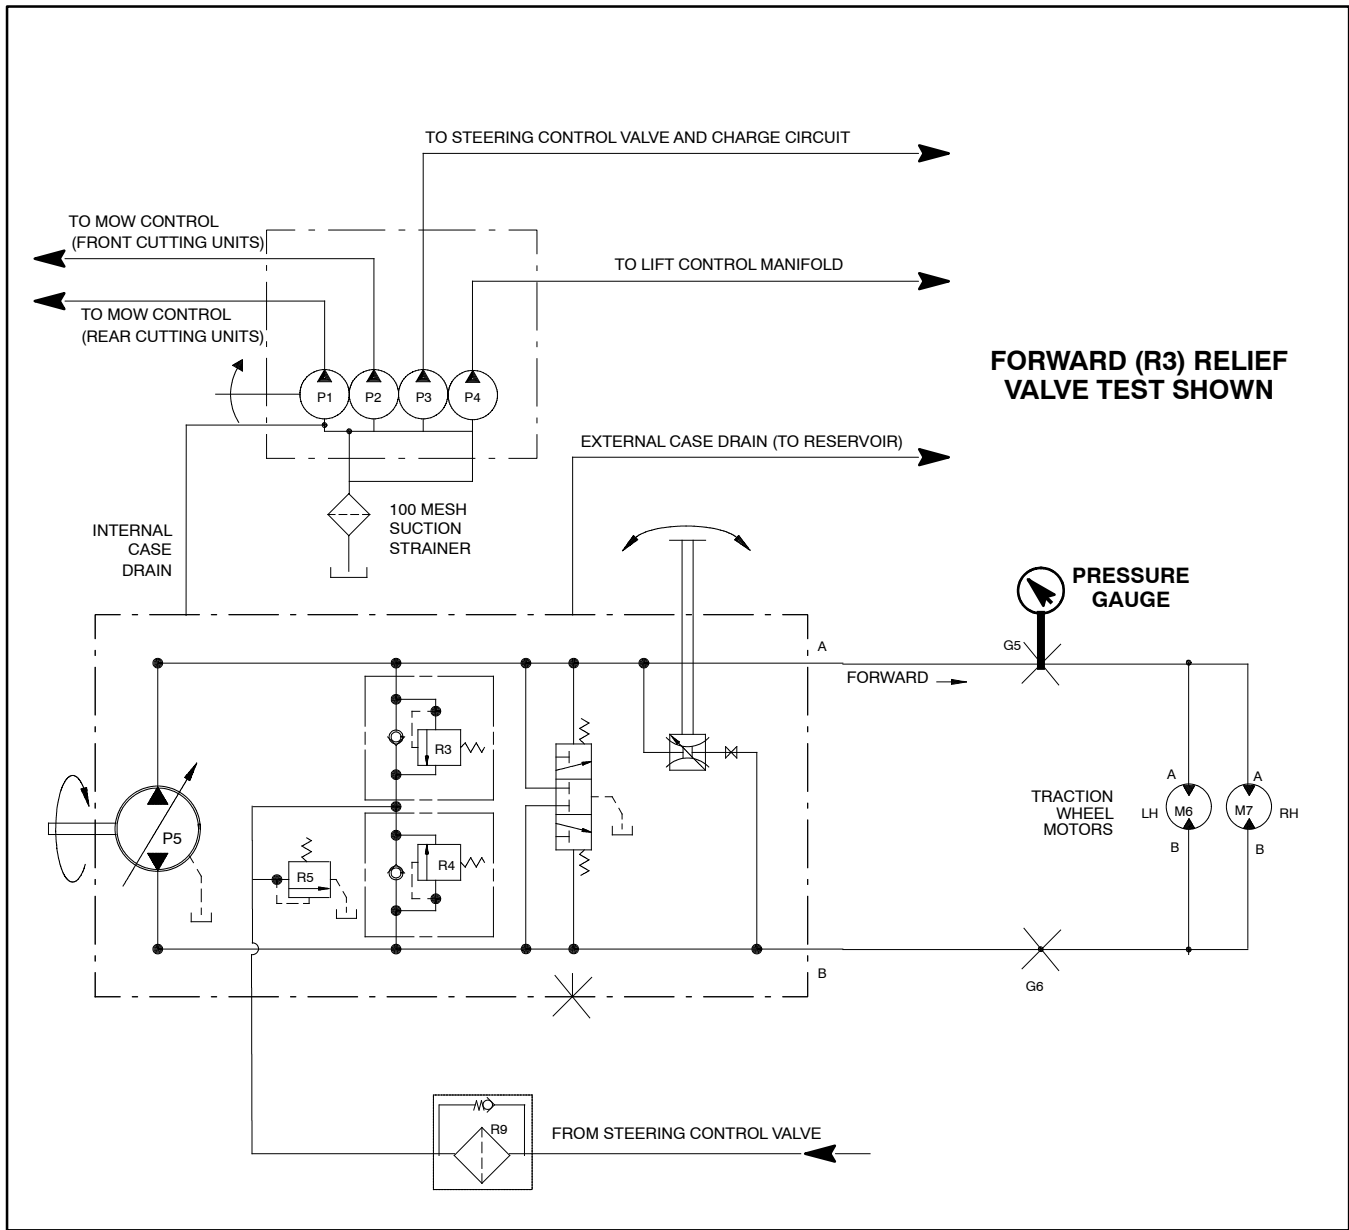 TO STEERING CONTROL VALVE AND CHARGE CIRCUIT
TO MOW CONTROL
(FRONT CUTTING UNITS)
TO LIFT CONTROL MANIFOLD
TO MOW CONTROL
(REAR CUTTING UNITS)
FORWARD (R3) RELIEF
VALVE TEST SHOWN
P1
P2
P3
P4
EXTERNAL CASE DRAIN (TO RESERVOIR)
100 MESH
SUCTION
STRAINER
INTERNAL
CASE
DRAIN
PRESSURE
GAUGE
G5
A
FORWARD
R3
P5
R4
R5
TRACTION
WHEEL
MOTORS
LH
A
M6
B
A
M7
B
RH
B
G6
R9
FROM STEERING CONTROL VALVE